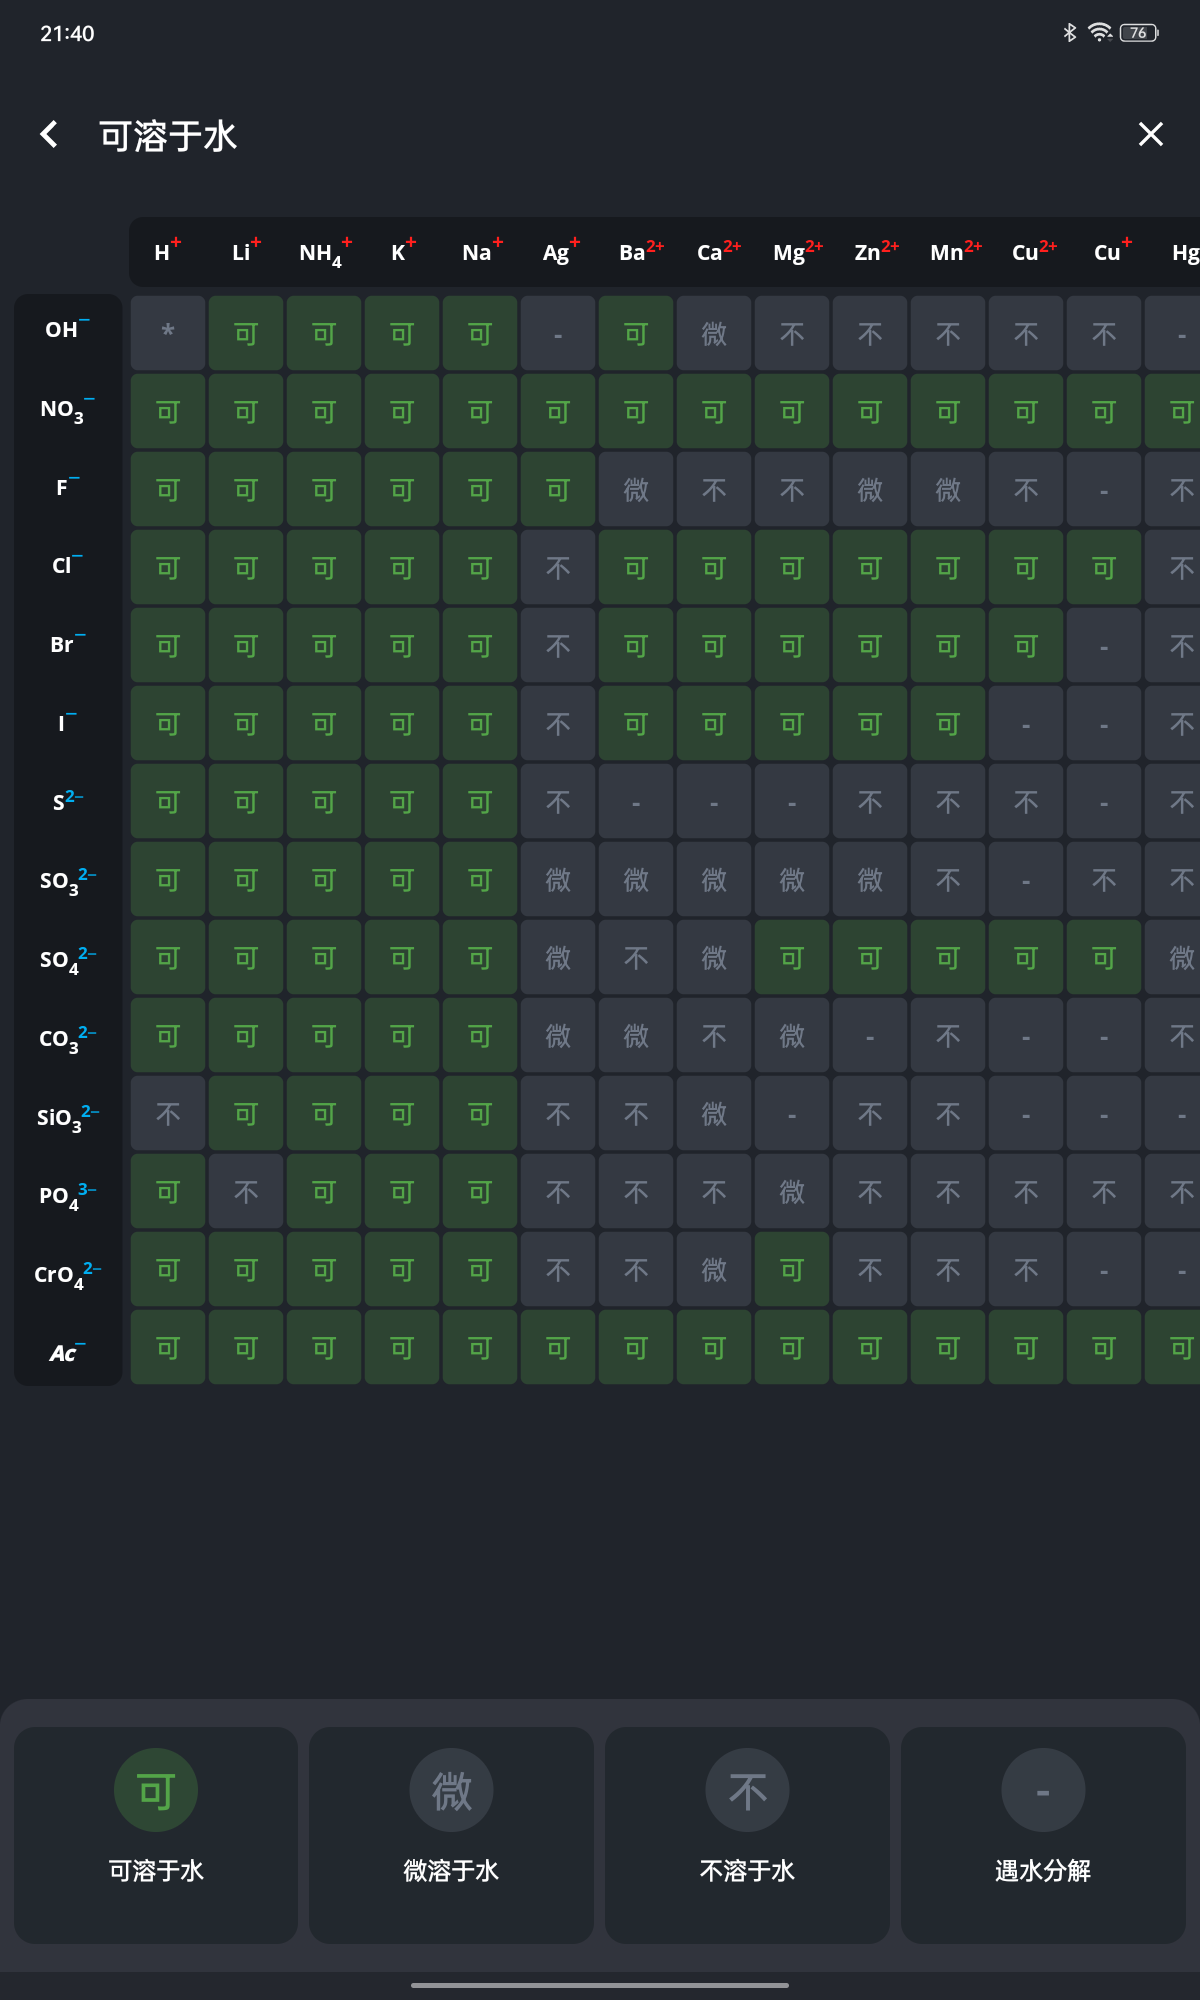 21:40 76
可溶于水
H⁺ Li⁺ NH₄⁺ K⁺ Na⁺ Ag⁺ Ba²⁺ Ca²⁺ Mg²⁺ Zn²⁺ Mn²⁺ Cu²⁺ Cu⁺ Hg
OH⁻ * 可 可 可 可 - 可 微 不 不 不 不 不 -
NO₃⁻ 可 可 可 可 可 可 可 可 可 可 可 可 可 可
F⁻ 可 可 可 可 可 可 微 不 不 微 微 不 - 不
Cl⁻ 可 可 可 可 可 不 可 可 可 可 可 可 可 不
Br⁻ 可 可 可 可 可 不 可 可 可 可 可 可 - 不
I⁻ 可 可 可 可 可 不 可 可 可 可 可 - - 不
S²⁻ 可 可 可 可 可 不 - - - 不 不 不 - 不
SO₃²⁻ 可 可 可 可 可 微 微 微 微 微 不 - 不 不
SO₄²⁻ 可 可 可 可 可 微 不 微 可 可 可 可 可 微
CO₃²⁻ 可 可 可 可 可 微 微 不 微 - 不 - - 不
SiO₃²⁻ 不 可 可 可 可 不 不 微 - 不 不 - - -
PO₄³⁻ 可 不 可 可 可 不 不 不 微 不 不 不 不 不
CrO₄²⁻ 可 可 可 可 可 不 不 微 可 不 不 不 - -
Ac⁻ 可 可 可 可 可 可 可 可 可 可 可 可 可 可
可 微 不 -
可溶于水 微溶于水 不溶于水 遇水分解